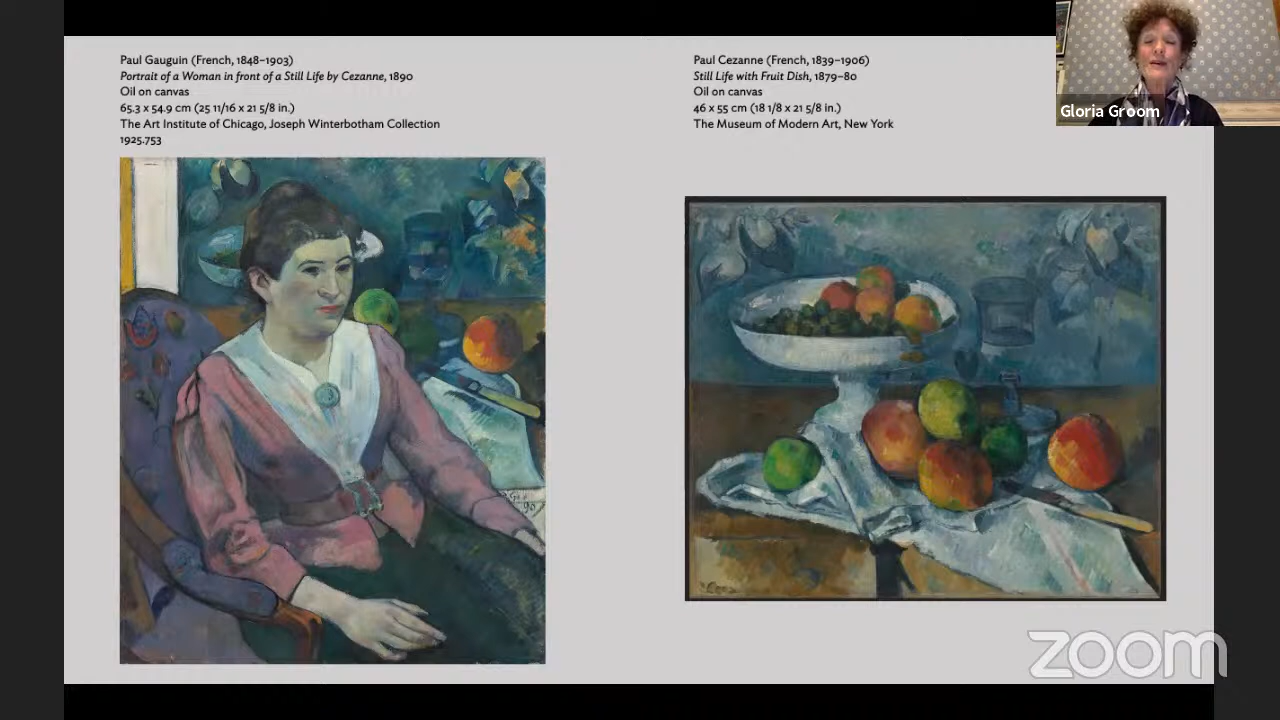 Paul Gauguin (French, 1848–1903)
Portrait of a Woman in front of a Still Life by Cezanne, 1890
Oil on canvas
65.3 x 54.9 cm (25 11/16 x 21 5/8 in.)
The Art Institute of Chicago, Joseph Winterbotham Collection
1925.753
Paul Cezanne (French, 1839–1906)
Still Life with Fruit Dish, 1879–80
Oil on canvas
46 x 55 cm (18 1/8 x 21 5/8 in.)
The Museum of Modern Art, New York
Gloria Groom
zoom